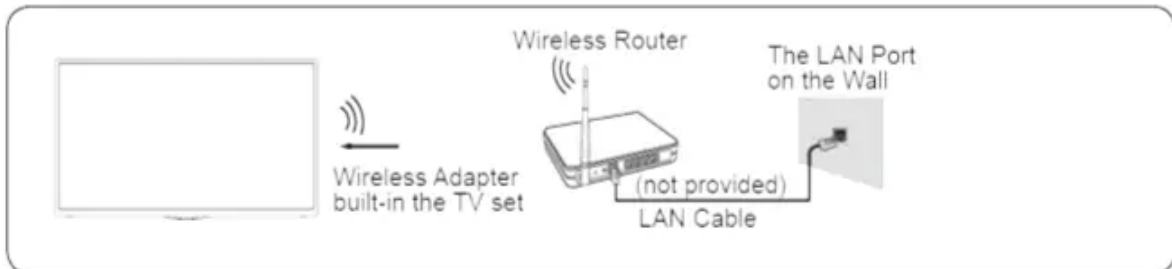 Wireless Router
The LAN Port
on the Wall
Wireless Adapter
built-in the TV set
(not provided)
LAN Cable